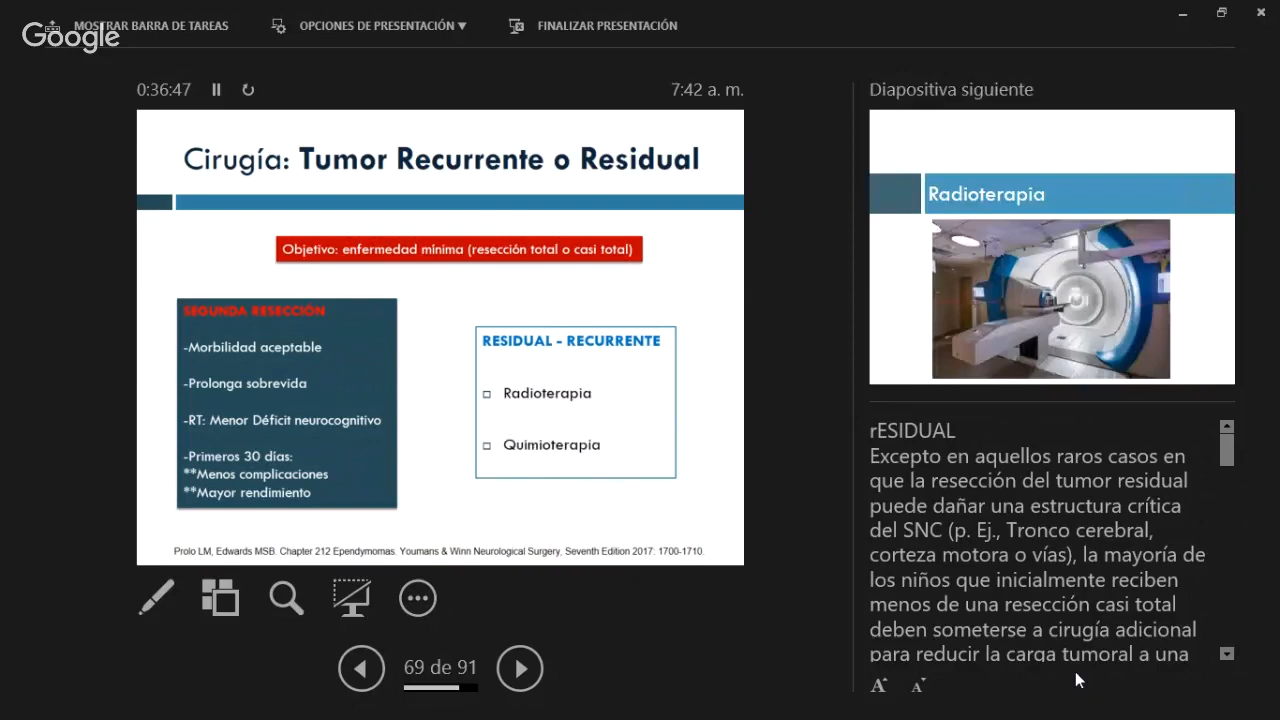 MOSTRAR BARRA DE TAREAS
OPCIONES DE PRESENTACIÓN ▼
FINALIZAR PRESENTACIÓN
Google
0:36:47
7:42 a. m.
Cirugía: Tumor Recurrente o Residual
Objetivo: enfermedad mínima (resección total o casi total)
SEGUNDA RESECCIÓN
-Morbilidad aceptable
-Prolonga sobrevida
-RT: Menor Déficit neurocognitivo
-Primeros 30 días:
**Menos complicaciones
**Mayor rendimiento
RESIDUAL - RECURRENTE
Radioterapia
Quimioterapia
Prolo LM, Edwards MSB. Chapter 212 Ependymomas. Youmans & Winn Neurological Surgery, Seventh Edition 2017: 1700-1710.
69 de 91
Diapositiva siguiente
Radioterapia
rESIDUAL
Excepto en aquellos raros casos en
que la resección del tumor residual
puede dañar una estructura crítica
del SNC (p. Ej., Tronco cerebral,
corteza motora o vías), la mayoría de
los niños que inicialmente reciben
menos de una resección casi total
deben someterse a cirugía adicional
para reducir la carga tumoral a una
A A